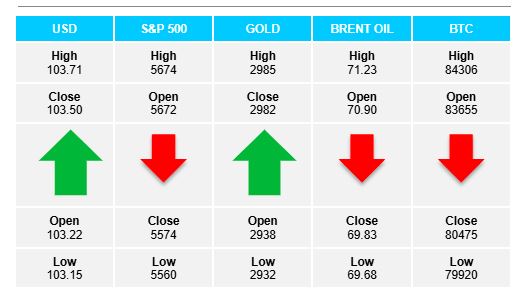 USD S&P 500 GOLD BRENT OIL BTC
High High High High High
103.71 5674 2985 71.23 84306
Close Open Close Open Open
103.50 5672 2982 70.90 83655
Open Close Open Close Close
103.22 5574 2938 69.83 80475
Low Low Low Low Low
103.15 5560 2932 69.68 79920